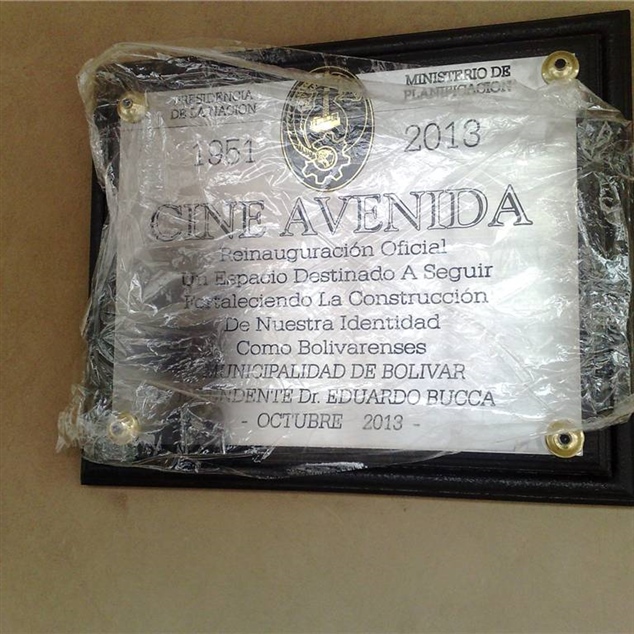 PRESIDENCIA
DE LA NACION
MINISTERIO DE
PLANIFICACION
1951
2013
CINE AVENIDA
Reinauguración Oficial
Un Espacio Destinado A Seguir
Fortaleciendo La Construcción
De Nuestra Identidad
Como Bolivarenses
MUNICIPALIDAD DE BOLIVAR
INTENDENTE Dr. EDUARDO BUCCA
- OCTUBRE 2013 -